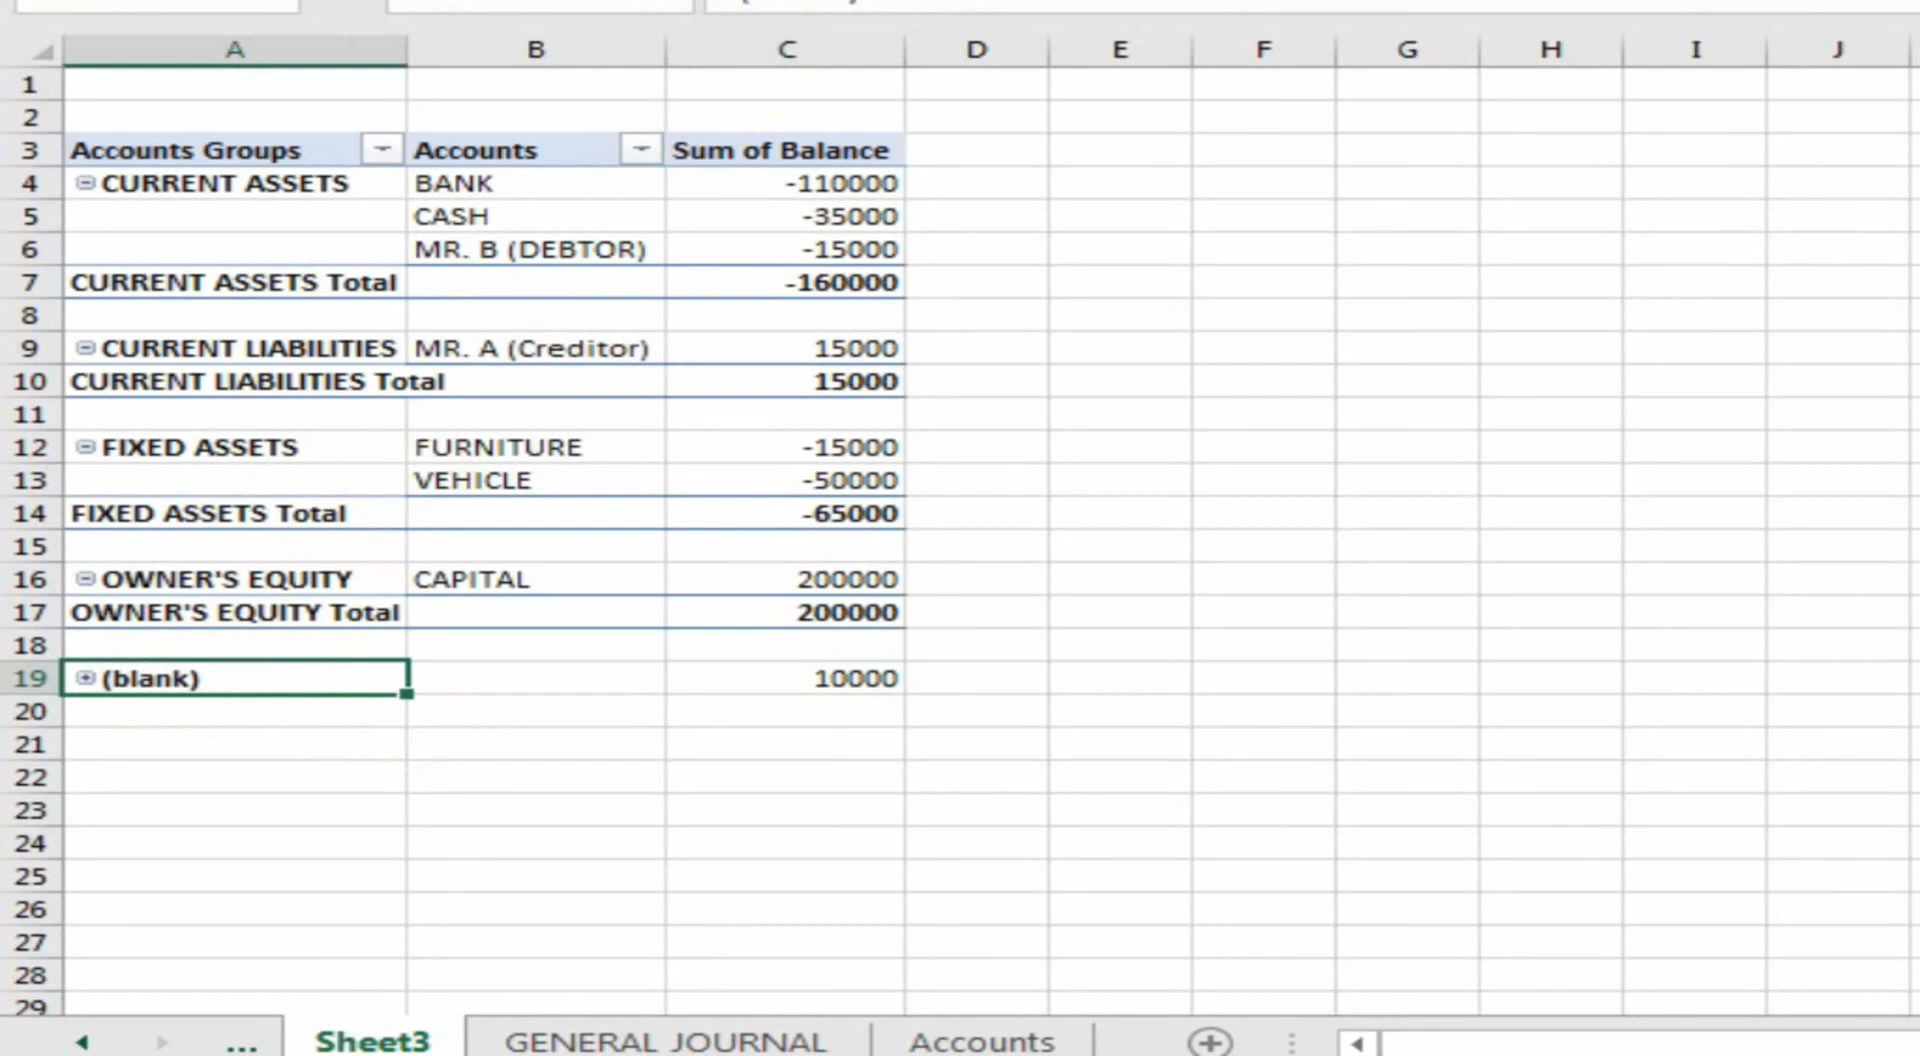 A B C D E F G H I J
1
2
3 Accounts Groups Accounts Sum of Balance
4 CURRENT ASSETS BANK -110000
5 CASH -35000
6 MR. B (DEBTOR) -15000
7 CURRENT ASSETS Total -160000
8
9 CURRENT LIABILITIES MR. A (Creditor) 15000
10 CURRENT LIABILITIES Total 15000
11
12 FIXED ASSETS FURNITURE -15000
13 VEHICLE -50000
14 FIXED ASSETS Total -65000
15
16 OWNER'S EQUITY CAPITAL 200000
17 OWNER'S EQUITY Total 200000
18
19 (blank) 10000
20
21
22
23
24
25
26
27
28
29
... Sheet3 GENERAL JOURNAL Accounts